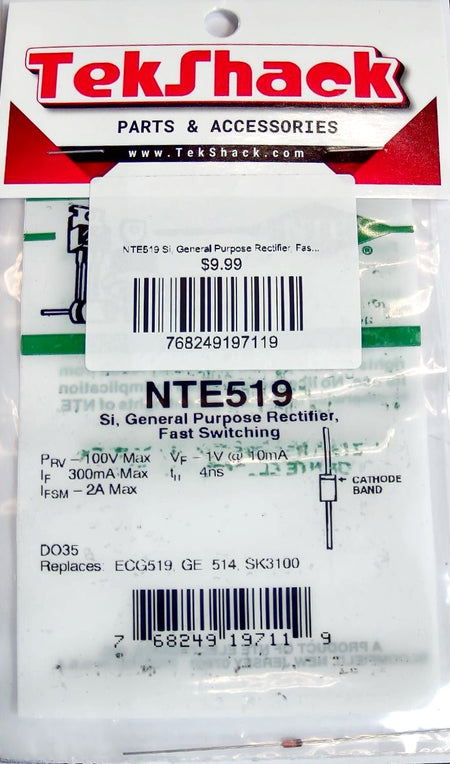 TekShack
PARTS & ACCESSORIES
www.TekShack.com
®
NTE519 Si, General Purpose Rectifier, Fas...
$9.99
768249197119
NTE519
Si, General Purpose Rectifier,
Fast Switching
PRV – 100V Max VF – 1V @ 10mA
IF 300mA Max trr 4ns
IFSM – 2A Max
CATHODE
BAND
DO35
Replaces: ECG519, GE–514, SK3100
7 68249 19711 9